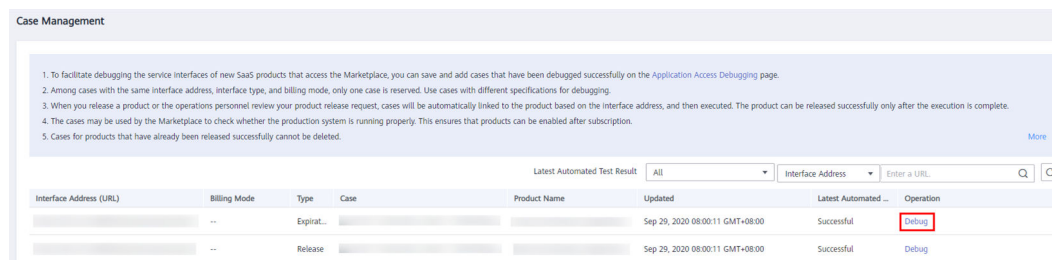 Case Management
1. To facilitate debugging the service interfaces of new SaaS products that access the Marketplace, you can save and add cases that have been debugged successfully on the Application Access Debugging page.
2. Among cases with the same interface address, interface type, and billing mode, only one case is reserved. Use cases with different specifications for debugging.
3. When you release a product or the operations personnel review your product release request, cases will be automatically linked to the product based on the interface address, and then executed. The product can be released successfully only after the execution is complete.
4. The cases may be used by the Marketplace to check whether the production system is running properly. This ensures that products can be enabled after subscription.
5. Cases for products that have already been released successfully cannot be deleted. More
Latest Automated Test Result All Interface Address Enter a URL.
Interface Address (URL) Billing Mode Type Case Product Name Updated Latest Automated ... Operation
-- Expirat... Sep 29, 2020 08:00:11 GMT+08:00 Successful Debug
-- Release Sep 29, 2020 08:00:11 GMT+08:00 Successful Debug